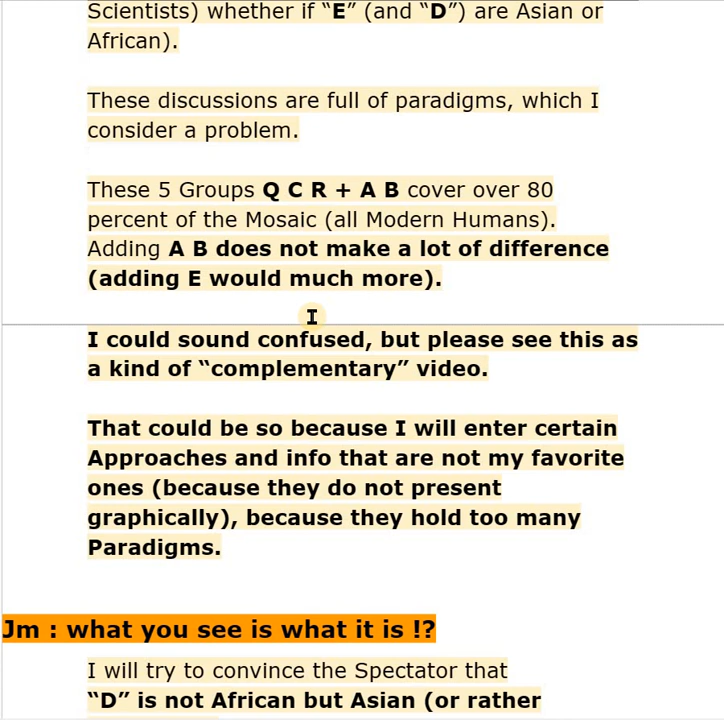 Scientists) whether if “E” (and “D”) are Asian or
African).
These discussions are full of paradigms, which I
consider a problem.
These 5 Groups Q C R + A B cover over 80
percent of the Mosaic (all Modern Humans).
Adding A B does not make a lot of difference
(adding E would much more).
I could sound confused, but please see this as
a kind of “complementary” video.
That could be so because I will enter certain
Approaches and info that are not my favorite
ones (because they do not present
graphically), because they hold too many
Paradigms.
Jm : what you see is what it is !?
I will try to convince the Spectator that
“D” is not African but Asian (or rather